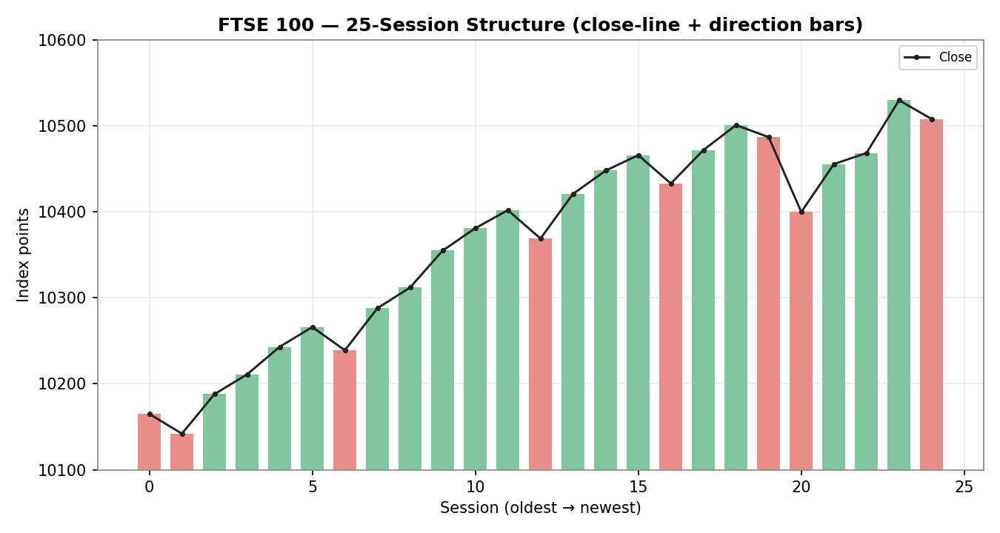 FTSE 100 — 25-Session Structure (close-line + direction bars)
Close
Index points
10600
10500
10400
10300
10200
10100
0 5 10 15 20 25
Session (oldest → newest)